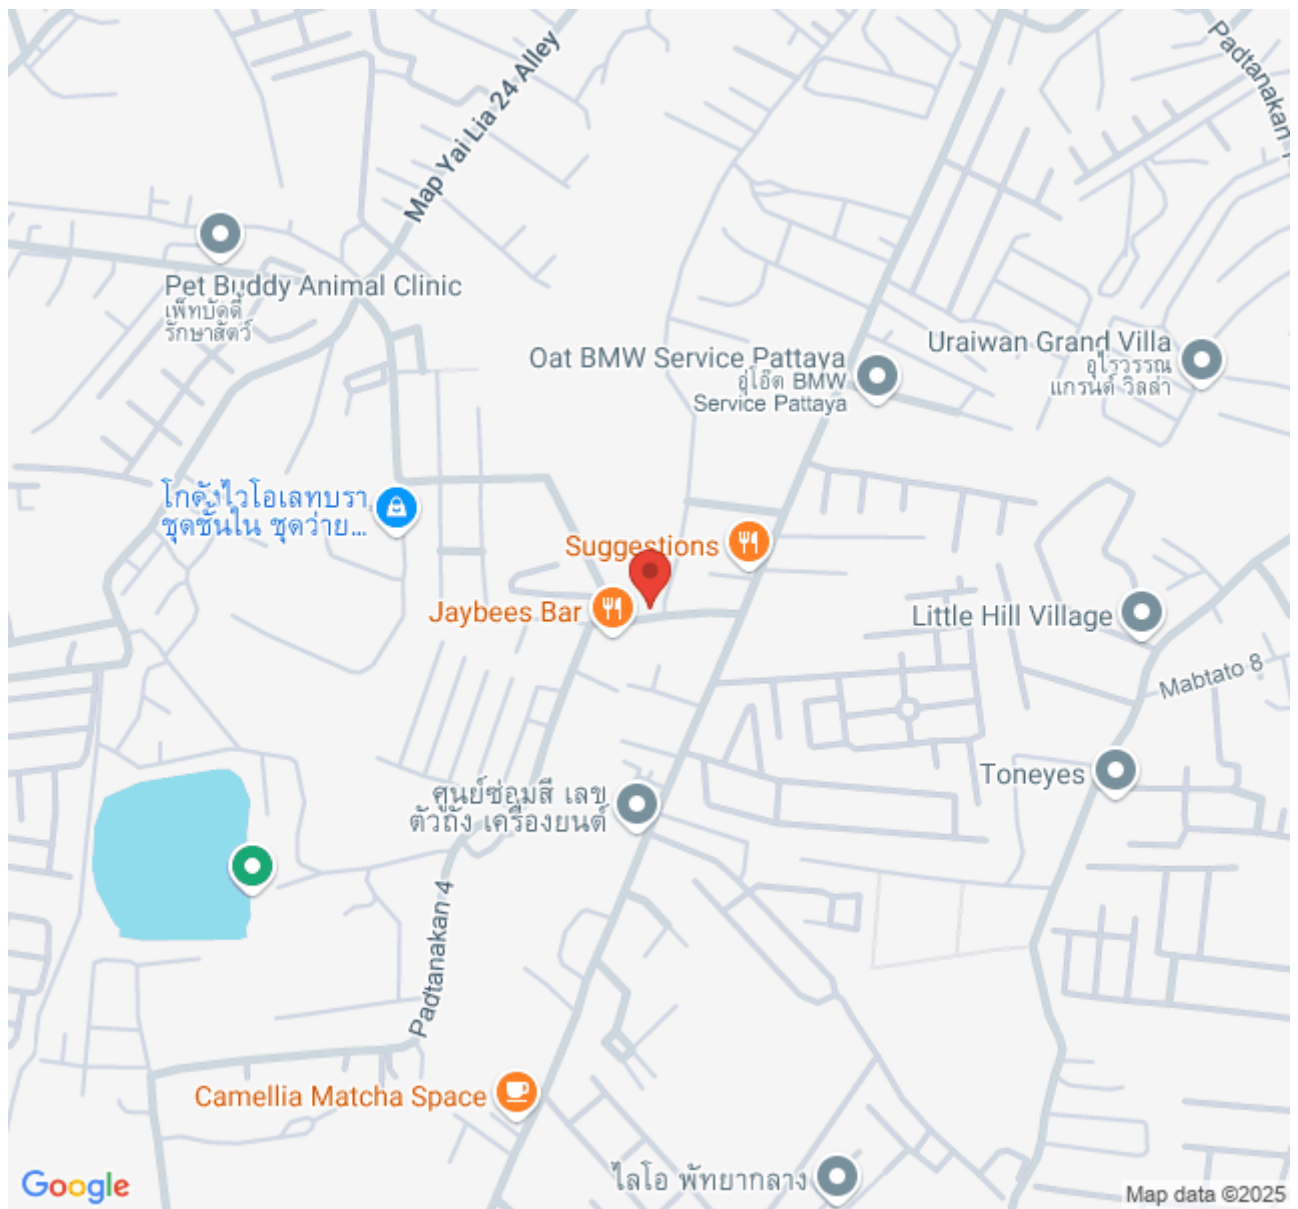 Padtanakan
Map Yai Lia 24 Alley
Pet Buddy Animal Clinic
เพ็ทบัดดี้
รักษาสัตว์
Oat BMW Service Pattaya
อู่โอ๊ต BMW
Service Pattaya
Uraiwan Grand Villa
อุไรวรรณ
แกรนด์ วิลล่า
โกดังไวโอเลทบรา
ชุดชั้นใน ชุดว่าย...
Suggestions
Jaybees Bar
Little Hill Village
Mabtato 8
Toneyes
ศูนย์ซ่อมสี เลข
ตัวถัง เครื่องยนต์
Padtanakan 4
Camellia Matcha Space
ไลโอ พัทยากลาง
Google
Map data ©2025